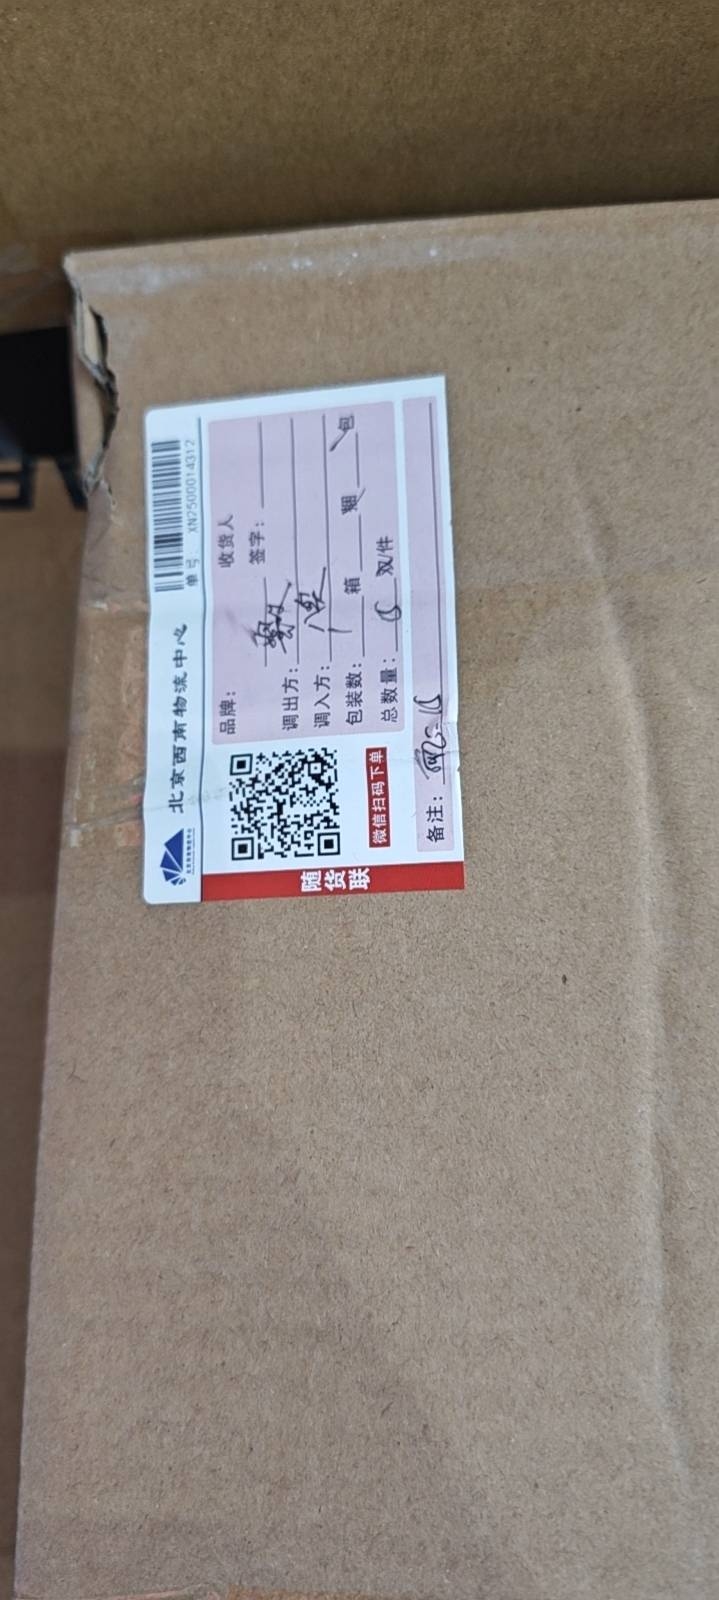 北京西南物流中心
单号: XN2500014312
品牌: 收货人
签字:
调出方:
调入方: 八
包装数: 箱 捆 包
总数量: 双/件
备注:
微信扫码下单
随货联